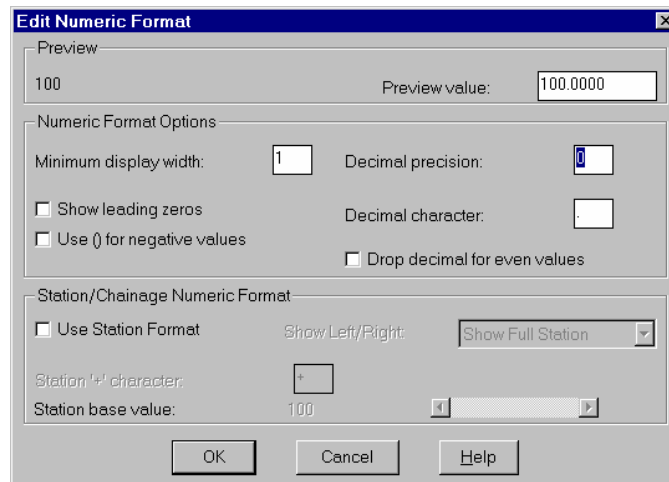 Edit Numeric Format
Preview
100 Preview value: 100.0000
Numeric Format Options
Minimum display width: 1 Decimal precision: 0
Show leading zeros Decimal character: .
Use () for negative values
Drop decimal for even values
Station/Chainage Numeric Format
Use Station Format Show Left/Right: Show Full Station
Station '+' character: +
Station base value: 100
OK Cancel Help